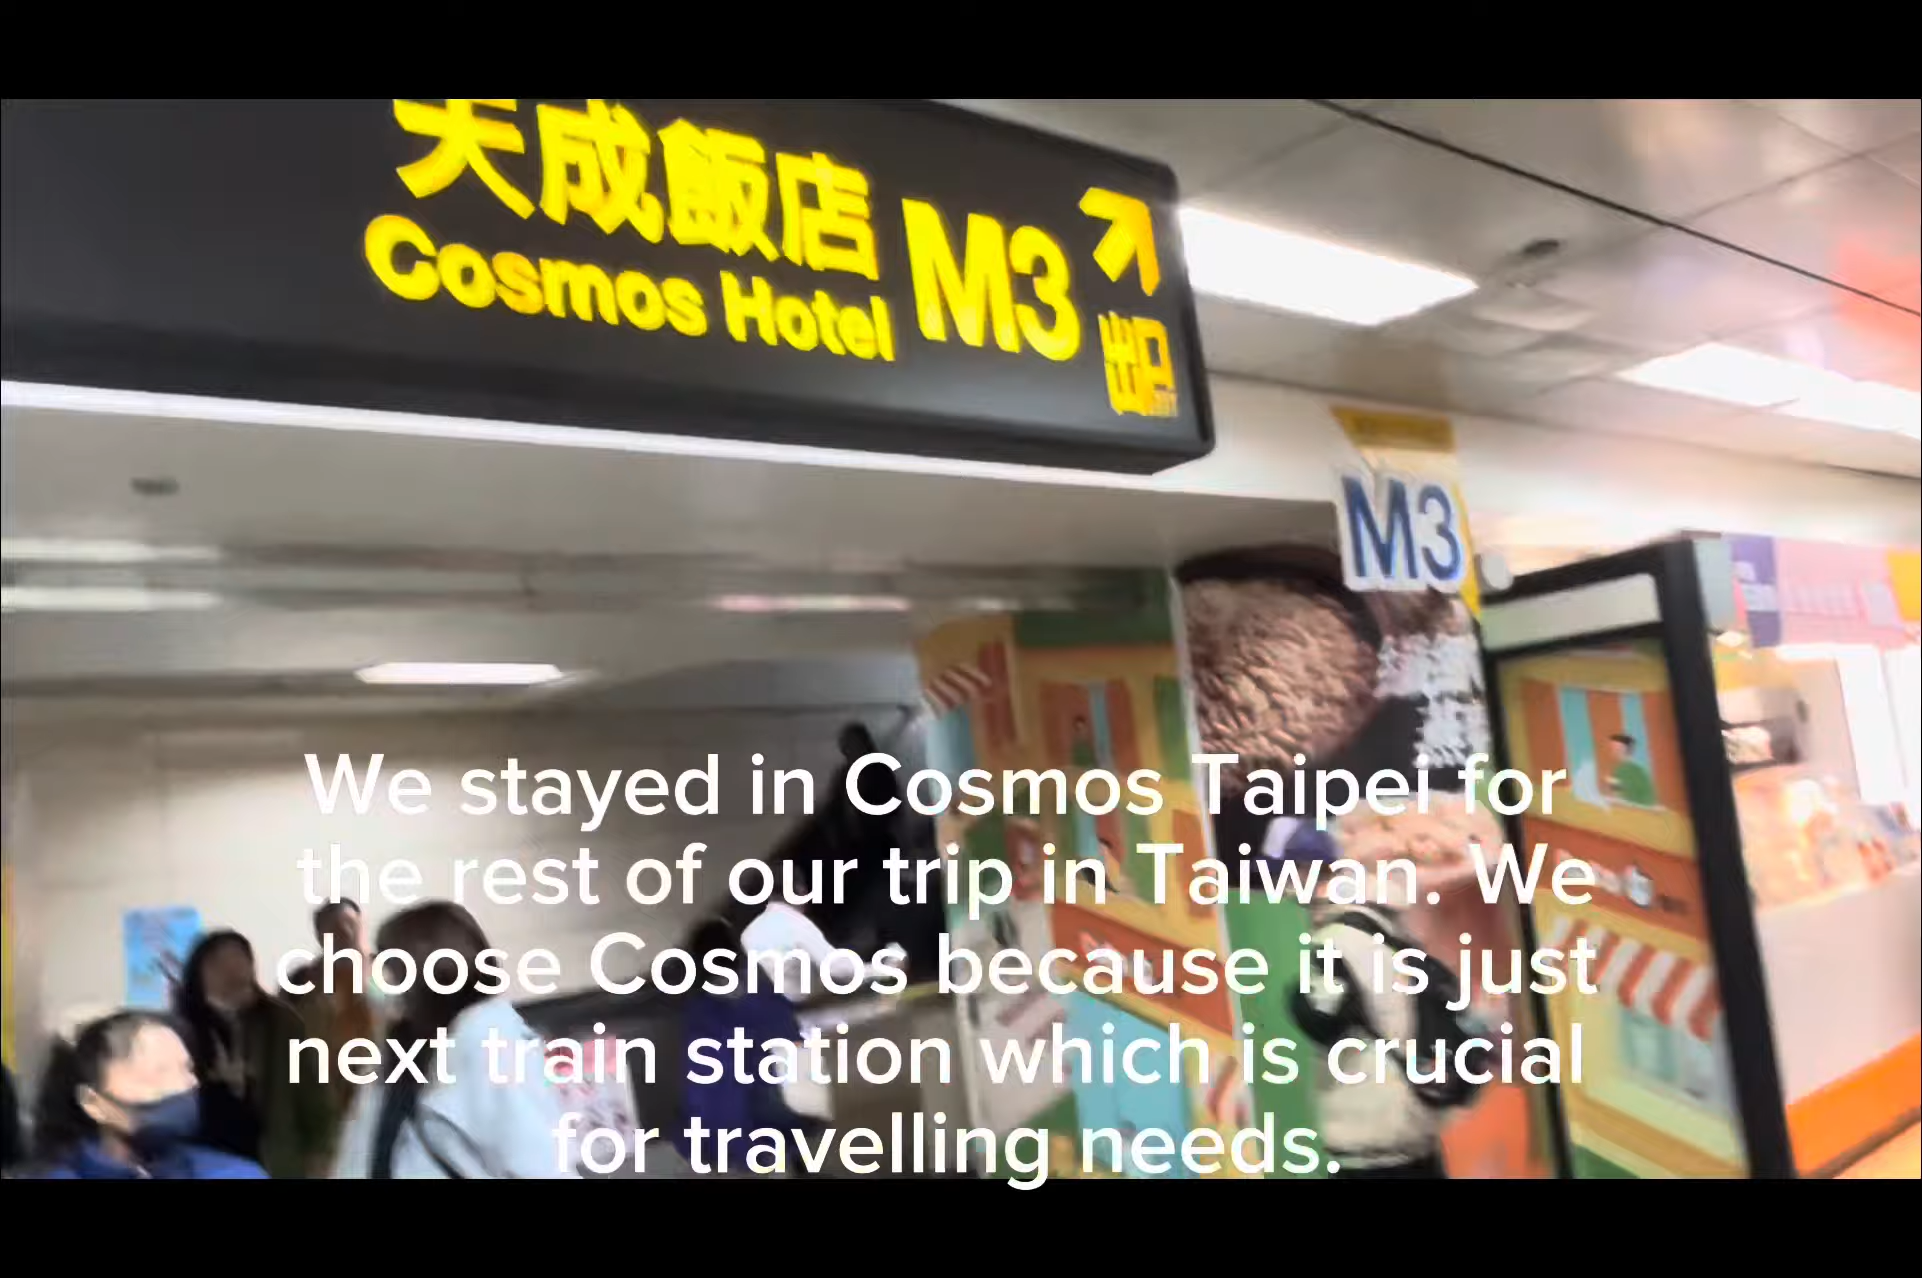 天成飯店
Cosmos Hotel
M3
出口
M3
We stayed in Cosmos Taipei for
the rest of our trip in Taiwan. We
choose Cosmos because it is just
next train station which is crucial
for travelling needs.